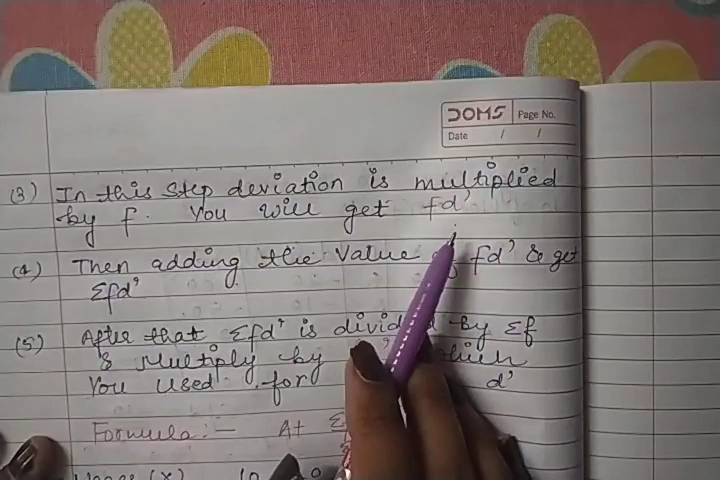 DOMS Page No.
Date / /
(3) In this step deviation is multiplied
by f. You will get fd'
(4) Then adding the value fd' & get
Σfd'
(5) After that Σfd' is divided by Σf
& Multiply by which
You used for d'
Formula:- A+
(x) 10